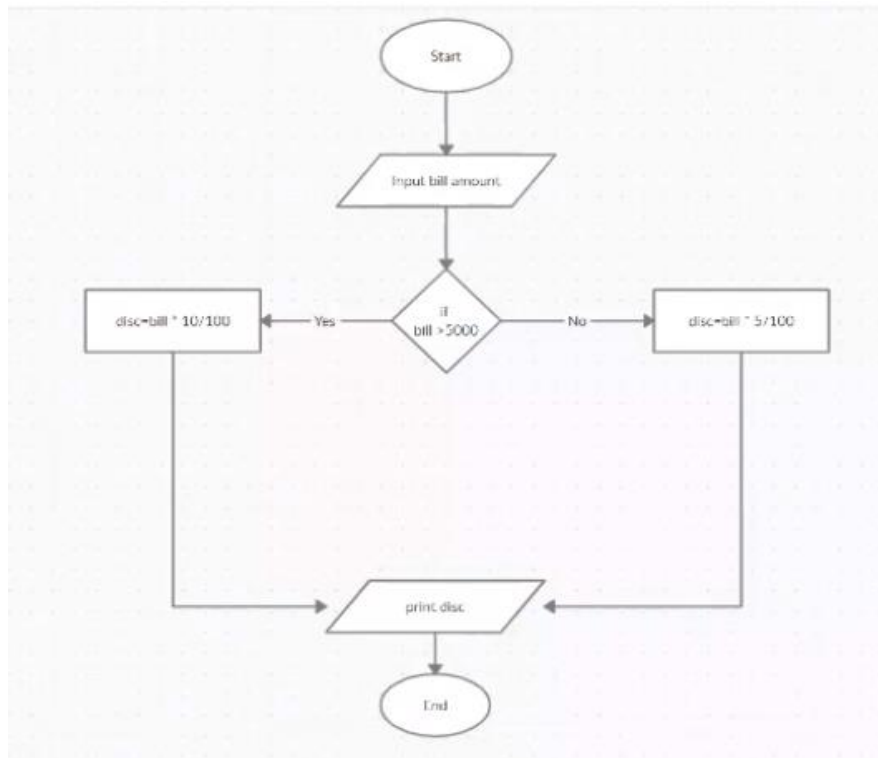 Start
Input bill amount
if
bill >5000
Yes
No
disc=bill * 10/100
disc=bill * 5/100
print disc
End